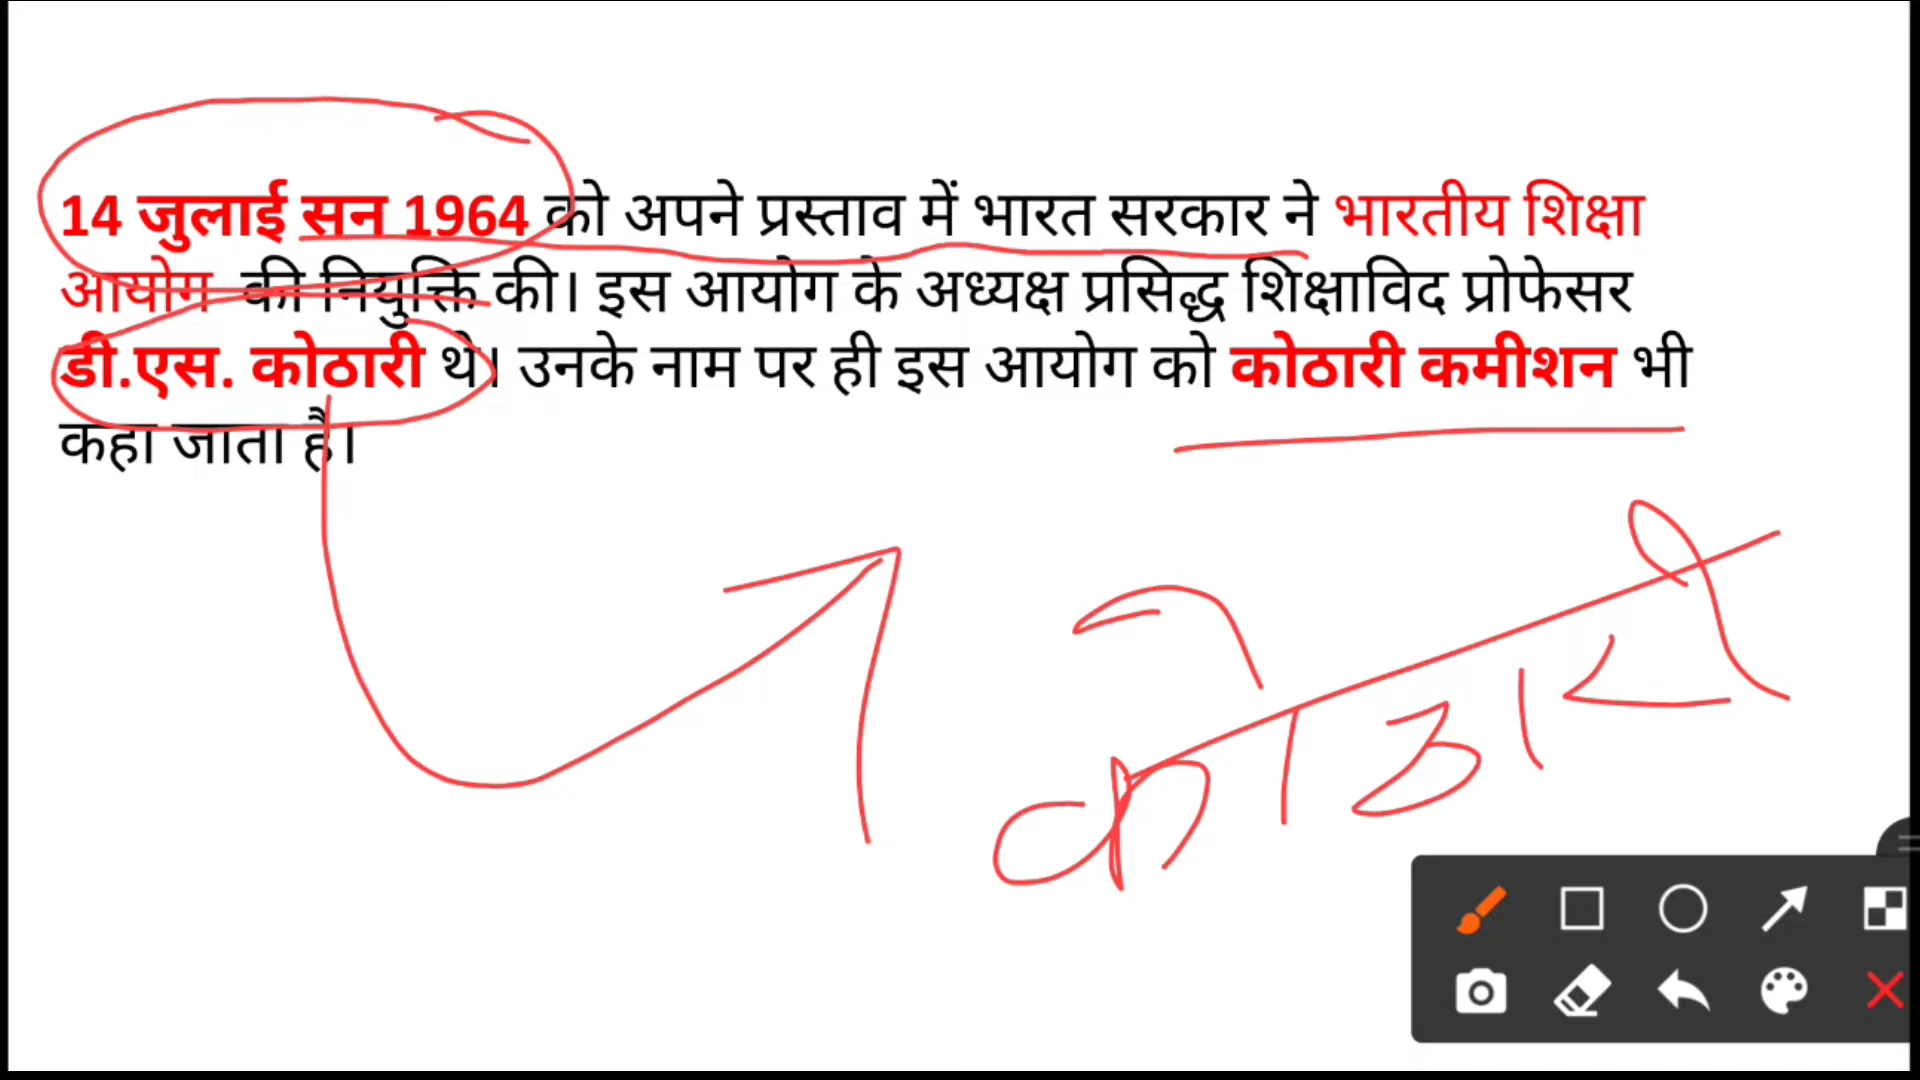 14 जुलाई सन 1964 को अपने प्रस्ताव में भारत सरकार ने भारतीय शिक्षा
आयोग की नियुक्ति की। इस आयोग के अध्यक्ष प्रसिद्ध शिक्षाविद प्रोफेसर
डी.एस. कोठारी थे। उनके नाम पर ही इस आयोग को कोठारी कमीशन भी
कहा जाता है।
कोठारी